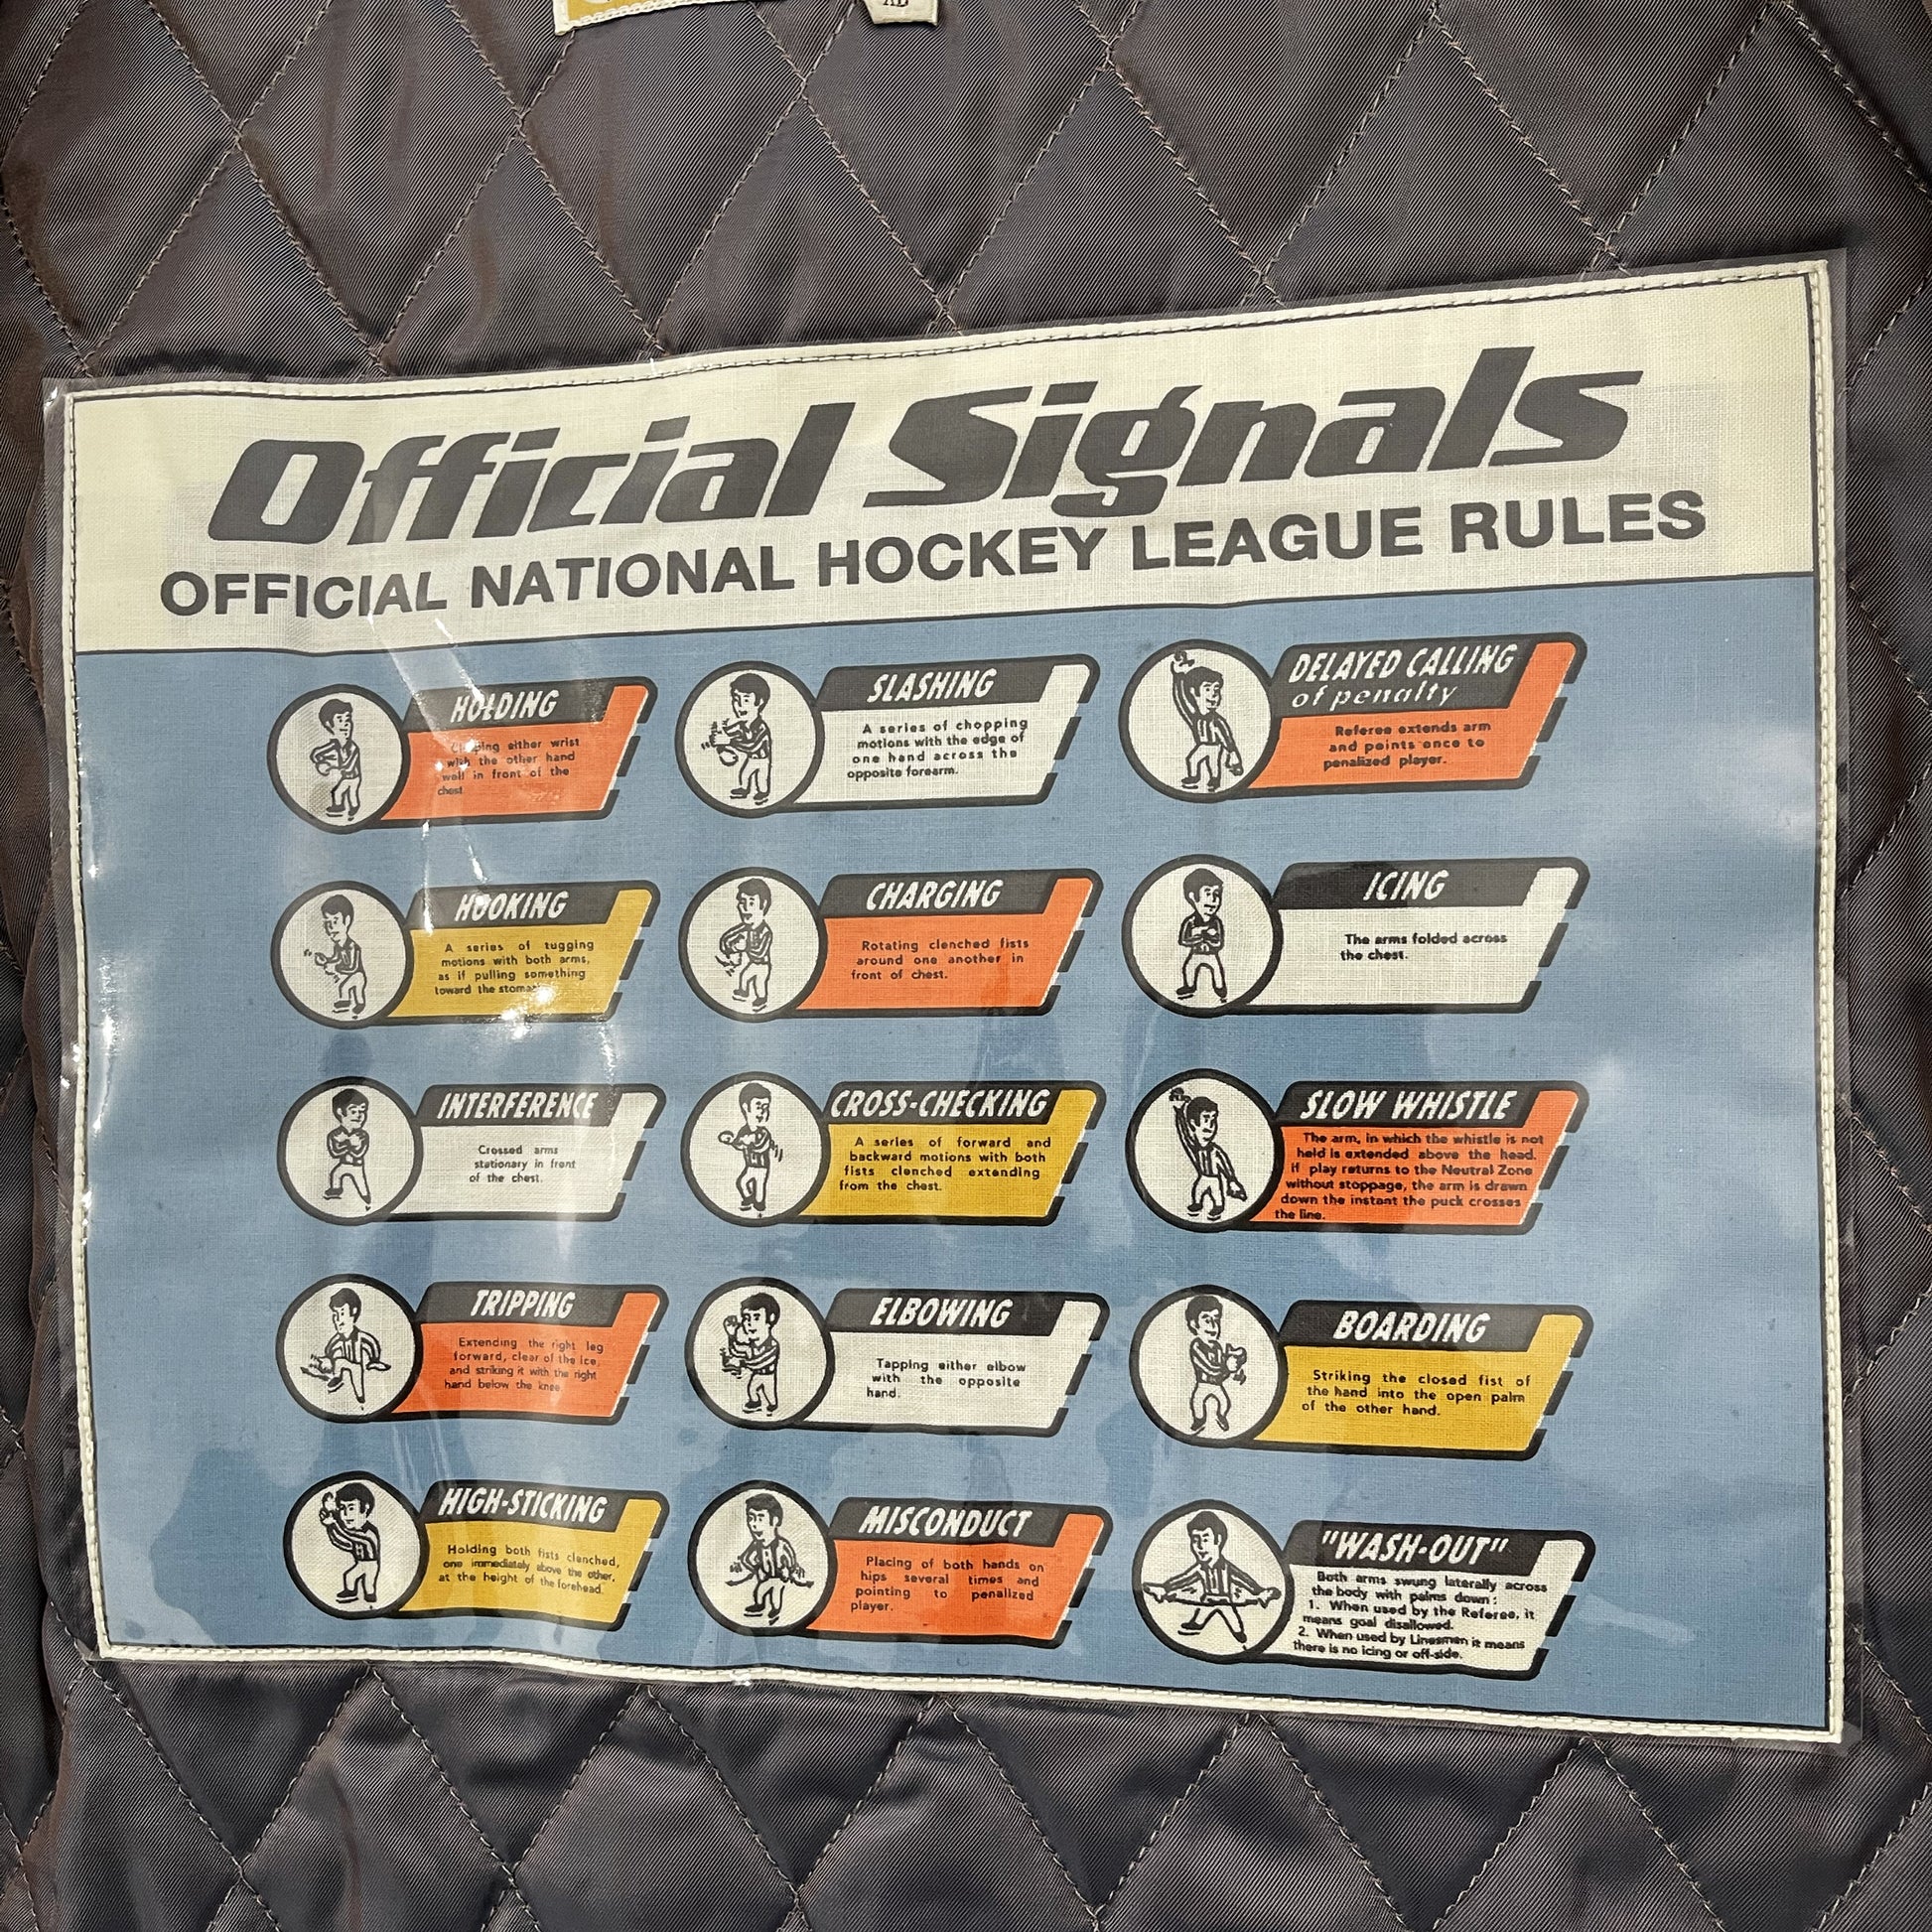 XL
Official Signals
OFFICIAL NATIONAL HOCKEY LEAGUE RULES
HOLDING
either wrist
with the other hand
well in front of the
chest
SLASHING
A series of chopping
motions with the edge of
one hand across the
opposite forearm.
DELAYED CALLING
of penalty
Referee extends arm
and points once to
penalized player.
HOOKING
A series of tugging
motions with both arms,
as if pulling something
toward the
CHARGING
Rotating clenched fists
around one another in
front of chest.
ICING
The arms folded across
the chest.
INTERFERENCE
Crossed arms
stationary in front
of the chest.
CROSS-CHECKING
A series of forward and
backward motions with both
fists clenched extending
from the chest.
SLOW WHISTLE
The arm, in which the whistle is not
held is extended above the head.
If play returns to the Neutral Zone
without stoppage, the arm is drawn
down the instant the puck crosses
the line.
TRIPPING
Extending the right leg
forward, clear of the ice,
and striking it with the right
hand below the knee
ELBOWING
Tapping either elbow
with the opposite
hand.
BOARDING
Striking the closed fist of
the hand into the open palm
of the other hand.
HIGH-STICKING
Holding both fists clenched,
one immediately above the other,
at the height of the forehead.
MISCONDUCT
Placing of both hands on
hips several times and
pointing to penalized
player.
"WASH-OUT"
Both arms swung laterally across
the body with palms down:
1. When used by the Referee, it
means goal disallowed.
2. When used by Linesmen it means
there is no icing or off-side.